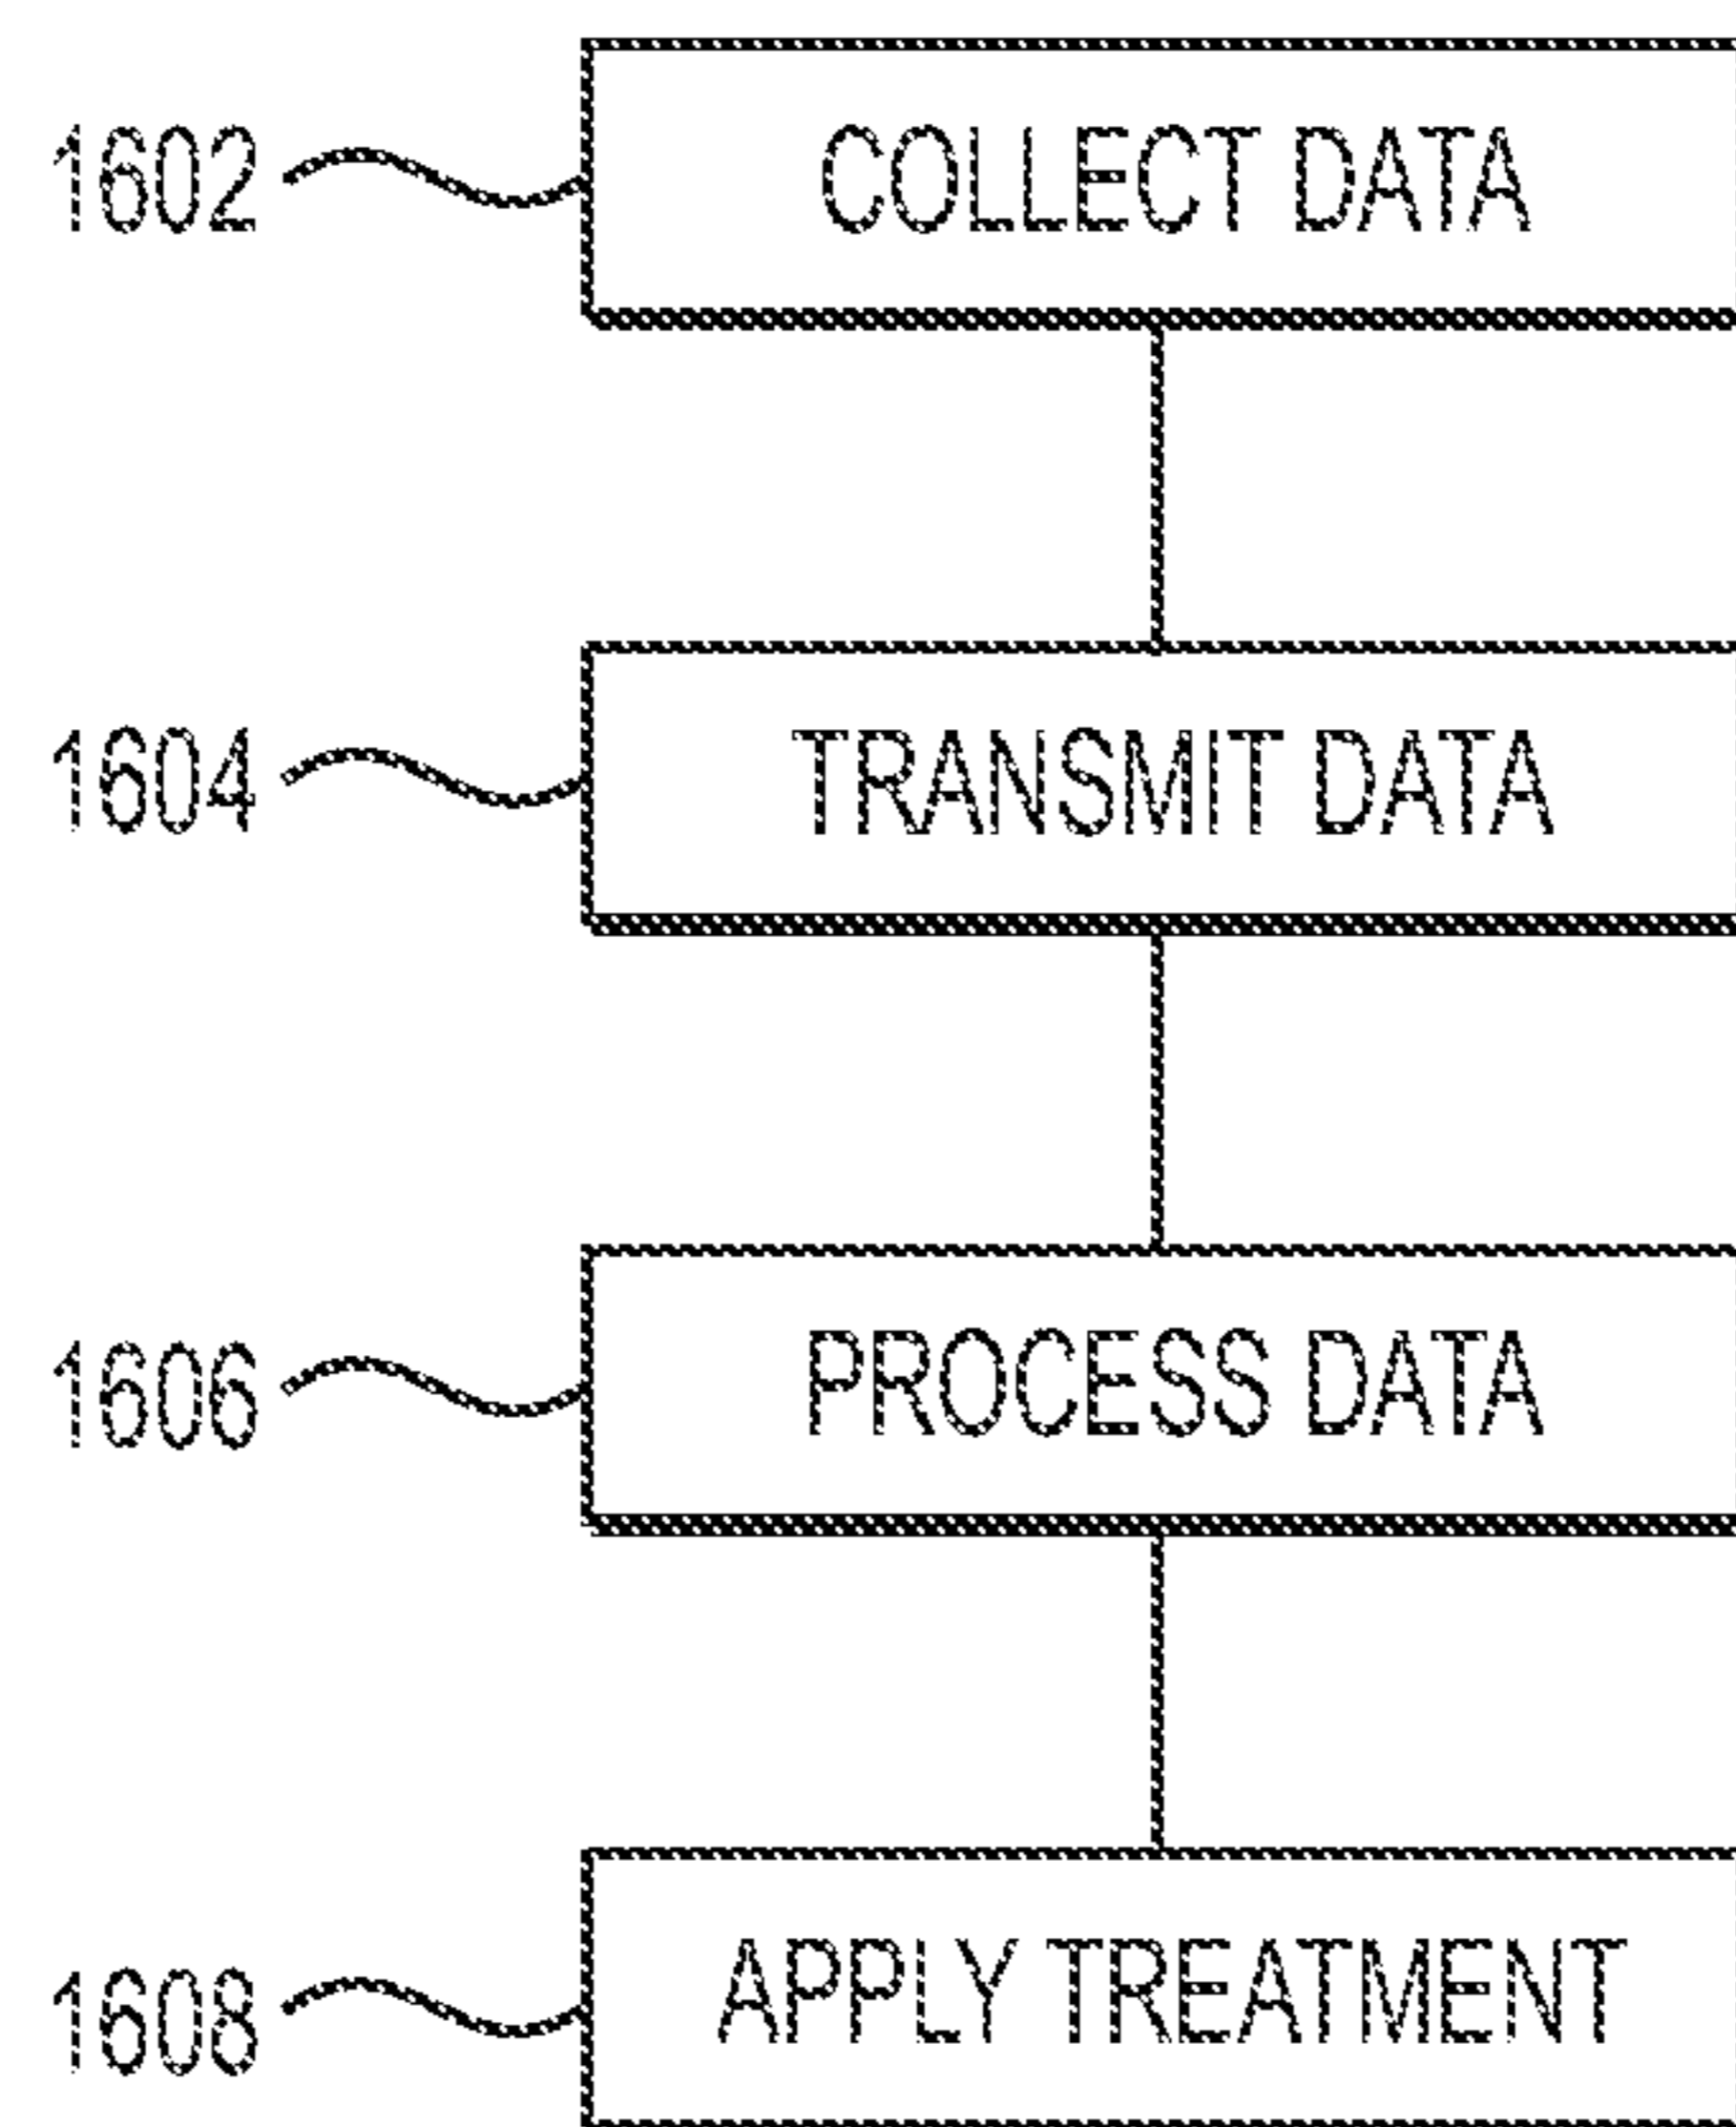 1602 COLLECT DATA
1604 TRANSMIT DATA
1606 PROCESS DATA
1608 APPLY TREATMENT